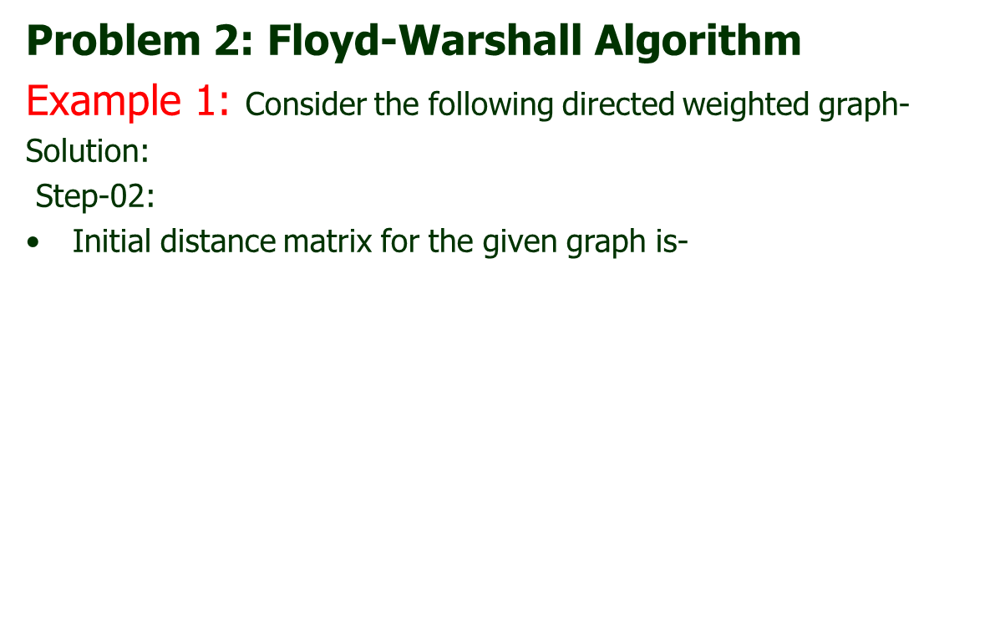 Problem 2: Floyd-Warshall Algorithm
Example 1: Consider the following directed weighted graph-
Solution:
Step-02:
• Initial distance matrix for the given graph is-